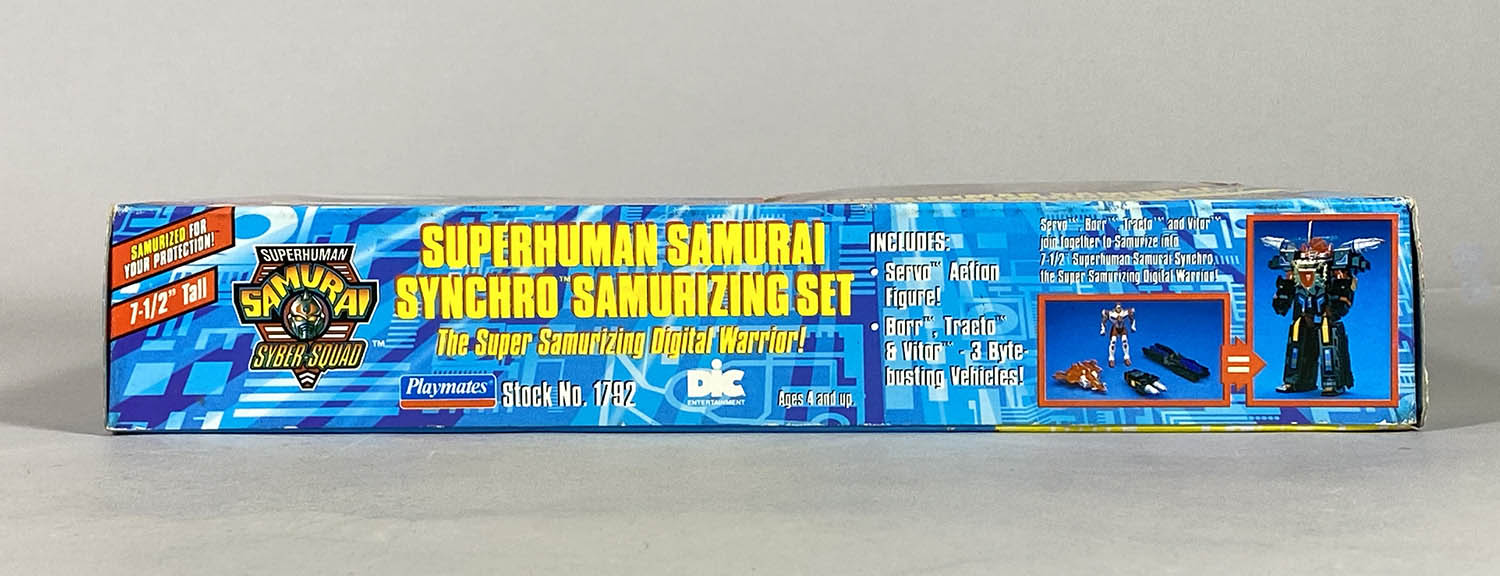 SAMURIZED FOR
YOUR PROTECTION!
7-1/2" Tall
SUPERHUMAN
SAMURAI
SYBER-SQUAD™
SUPERHUMAN SAMURAI
SYNCHRO™ SAMURIZING SET
The Super Samurizing Digital Warrior!
Playmates
Stock No. 1792
DIC
ENTERTAINMENT
Ages 4 and up.
INCLUDES:
• Servo™ Action
Figure!
• Borr™, Tracto™
& Vitor™ - 3 Byte-
busting Vehicles!
Servo™, Borr™, Tracto™ and Vitor™
join together to Samurize into
7-1/2" Superhuman Samurai Synchro,
the Super Samurizing Digital Warrior!
=